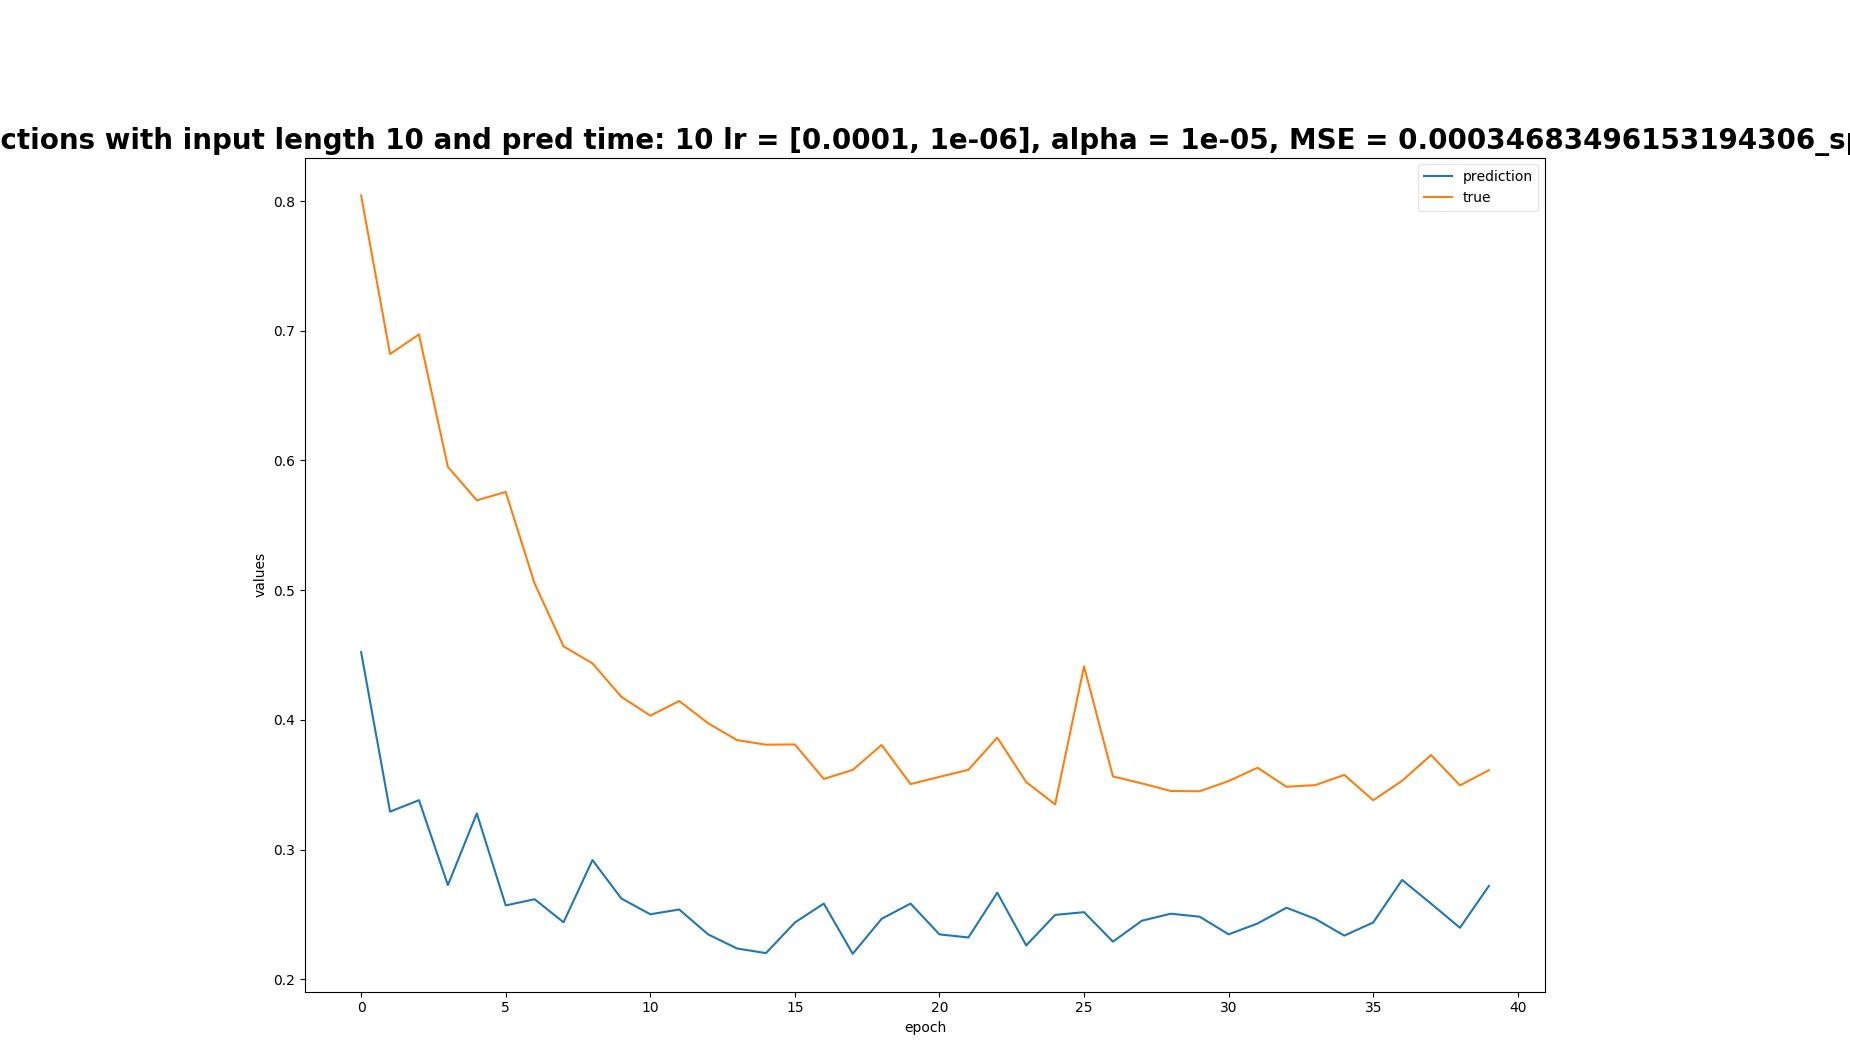 ctions with input length 10 and pred time: 10 lr = [0.0001, 1e-06], alpha = 1e-05, MSE = 0.00034683496153194306_sp
prediction
true
0.8
0.7
0.6
0.5
0.4
0.3
0.2
values
0 5 10 15 20 25 30 35 40
epoch